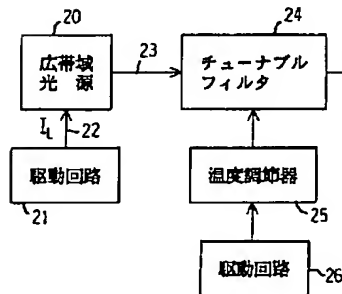 20
広帯域
光 源
23
24
チューナブル
フィルタ
I_L
22
駆動回路
21
温度調節器
25
駆動回路
26